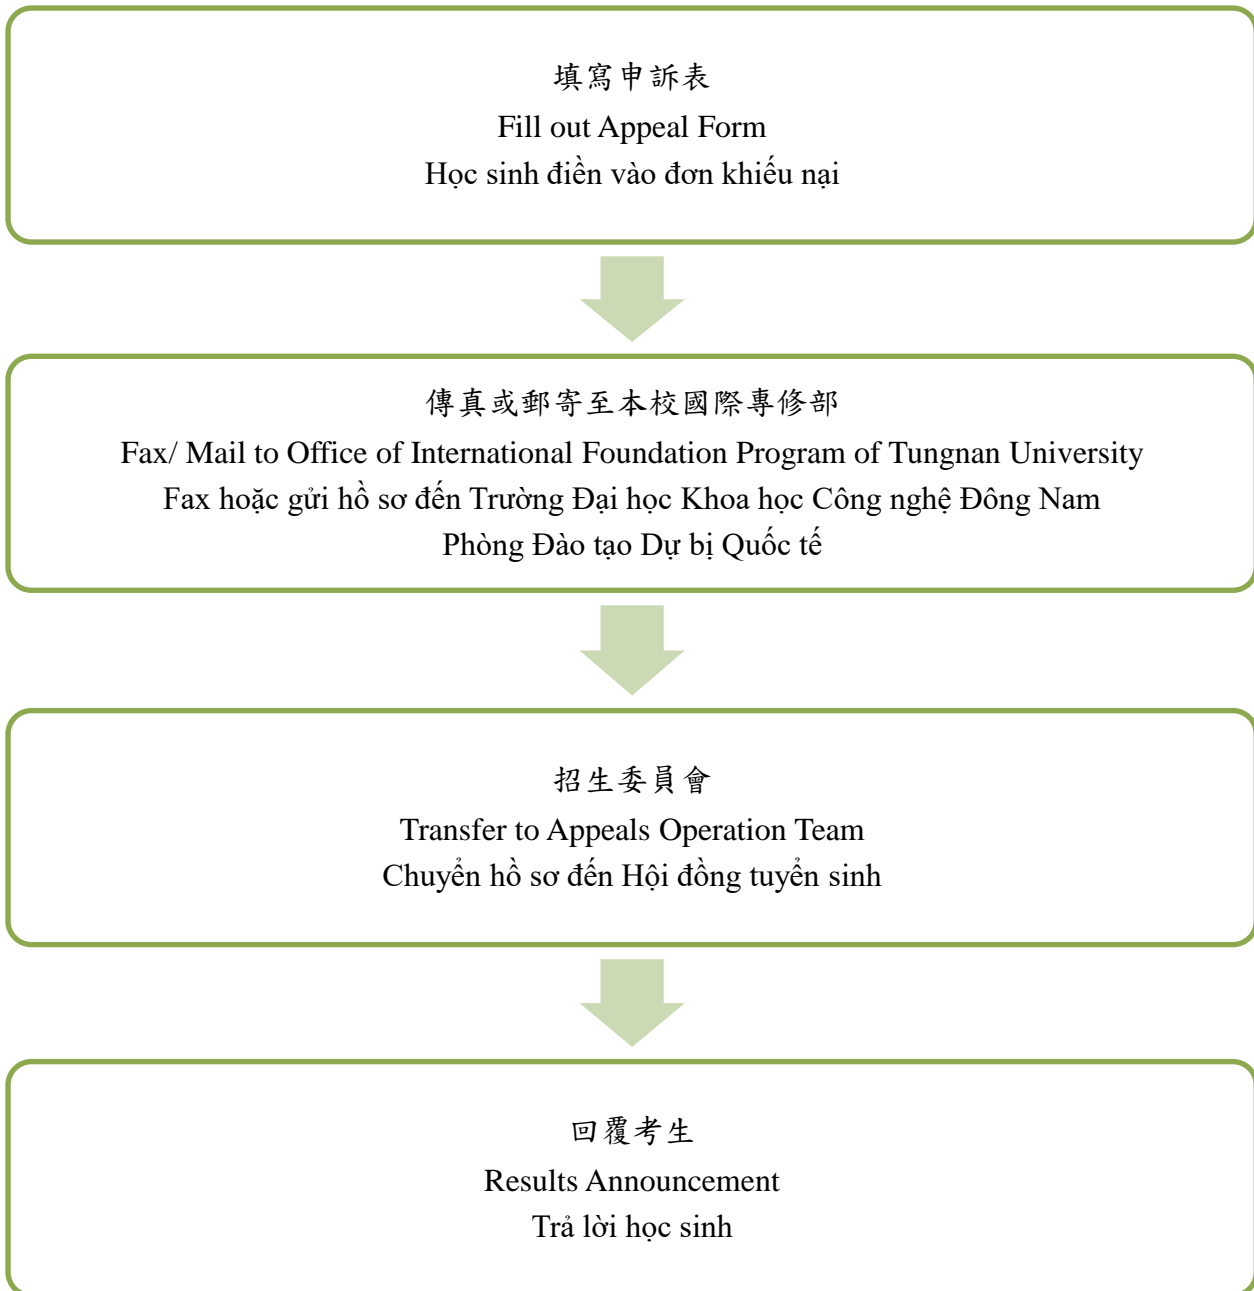 填寫申訴表
Fill out Appeal Form
Học sinh điền vào đơn khiếu nại
傳真或郵寄至本校國際專修部
Fax/ Mail to Office of International Foundation Program of Tungnan University
Fax hoặc gửi hồ sơ đến Trường Đại học Khoa học Công nghệ Đông Nam
Phòng Đào tạo Dự bị Quốc tế
招生委員會
Transfer to Appeals Operation Team
Chuyển hồ sơ đến Hội đồng tuyển sinh
回覆考生
Results Announcement
Trả lời học sinh